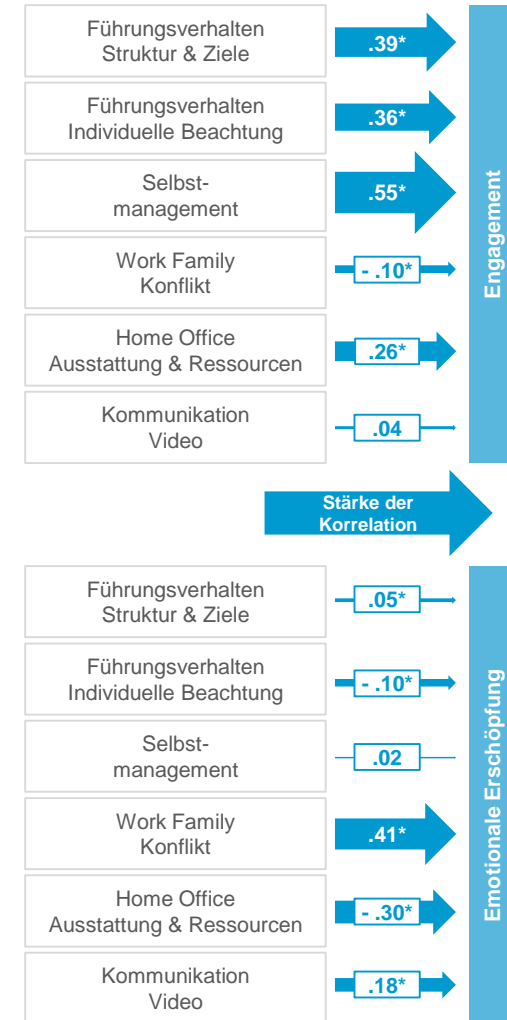 Führungsverhalten
Struktur & Ziele
.39*
Führungsverhalten
Individuelle Beachtung
.36*
Selbst-
management
.55*
Work Family
Konflikt
- .10*
Home Office
Ausstattung & Ressourcen
.26*
Kommunikation
Video
.04
Engagement
Stärke der
Korrelation
Führungsverhalten
Struktur & Ziele
.05*
Führungsverhalten
Individuelle Beachtung
- .10*
Selbst-
management
.02
Work Family
Konflikt
.41*
Home Office
Ausstattung & Ressourcen
- .30*
Kommunikation
Video
.18*
Emotionale Erschöpfung